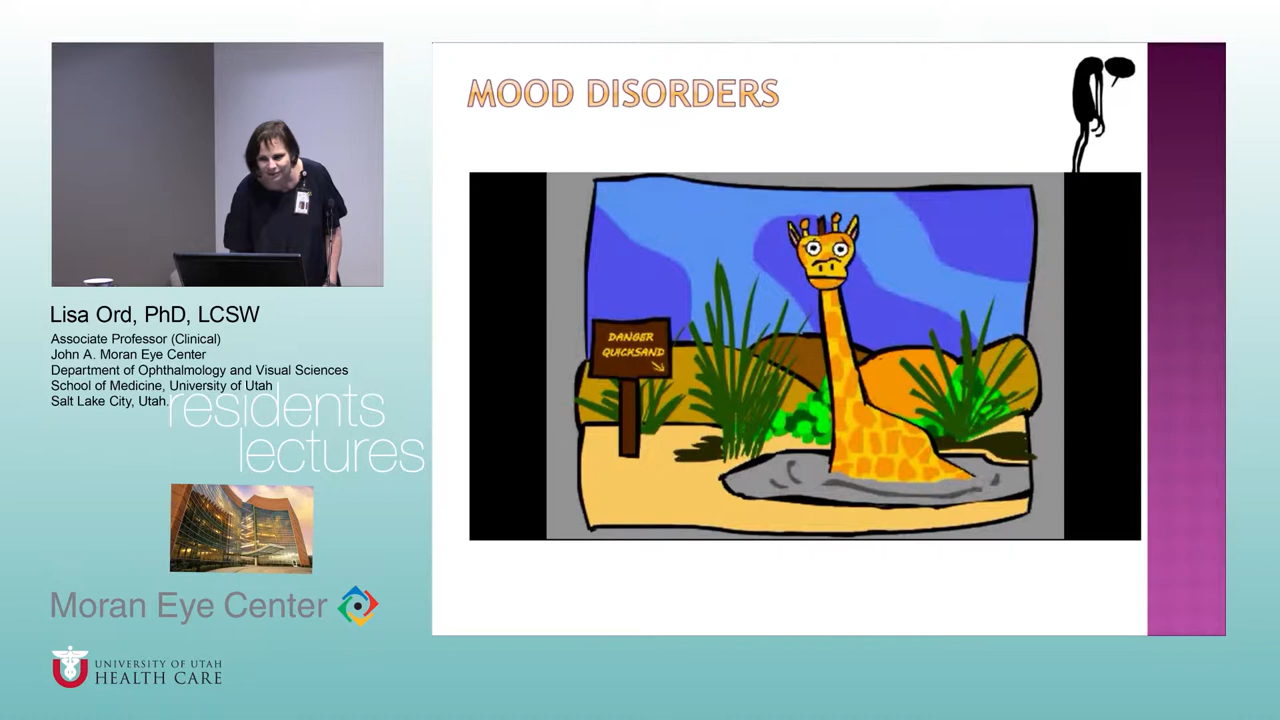 MOOD DISORDERS
DANGER
QUICKSAND
Lisa Ord, PhD, LCSW
Associate Professor (Clinical)
John A. Moran Eye Center
Department of Ophthalmology and Visual Sciences
School of Medicine, University of Utah
Salt Lake City, Utah.
residents
lectures
Moran Eye Center
UNIVERSITY OF UTAH
HEALTH CARE